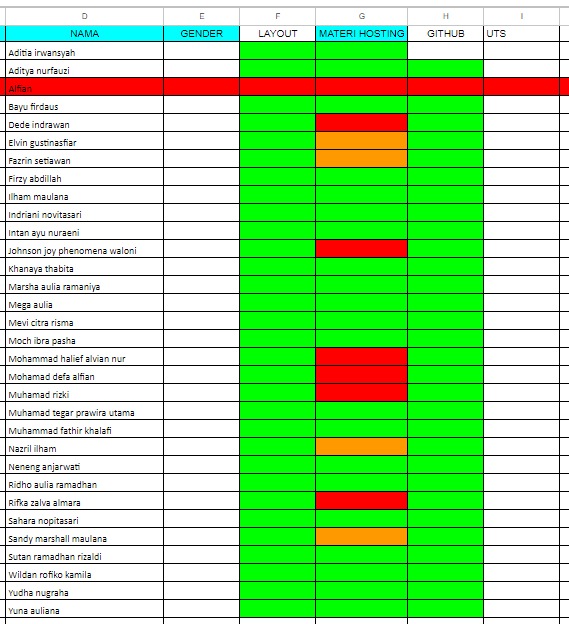 D E F G H I
NAMA GENDER LAYOUT MATERI HOSTING GITHUB UTS
Aditia irwansyah
Aditya nurfauzi
Alfian
Bayu firdaus
Dede indrawan
Elvin gustinasfiar
Fazrin setiawan
Firzy abdillah
Ilham maulana
Indriani novitasari
Intan ayu nuraeni
Johnson joy phenomena waloni
Khanaya thabita
Marsha aulia ramaniya
Mega aulia
Mevi citra risma
Moch ibra pasha
Mohammad halief alvian nur
Mohamad defa alfian
Muhamad rizki
Muhamad tegar prawira utama
Muhammad fathir khalafi
Nazril ilham
Neneng anjarwati
Ridho aulia ramadhan
Rifka zalva almara
Sahara nopitasari
Sandy marshall maulana
Sutan ramadhan rizaldi
Wildan rofiko kamila
Yudha nugraha
Yuna auliana